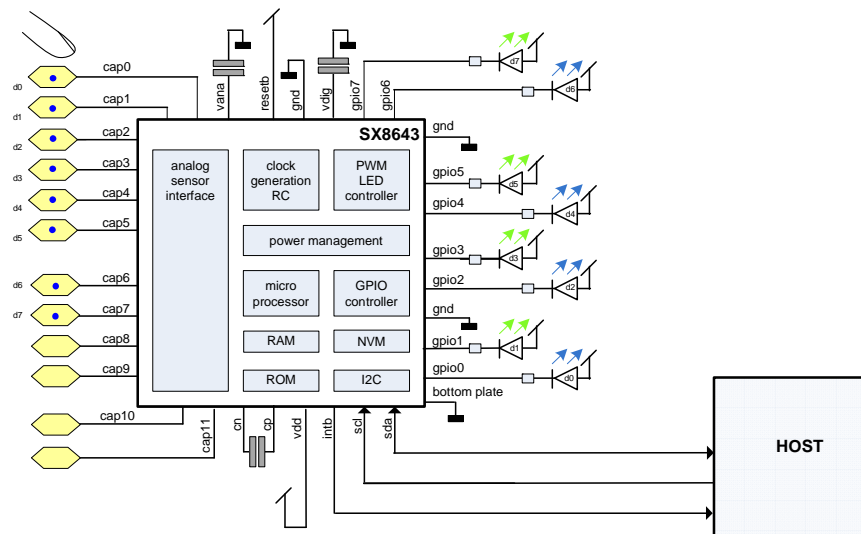 cap0
d0
cap1
d1
cap2
d2
cap3
d3
cap4
d4
cap5
d5
cap6
d6
cap7
d7
cap8
cap9
cap10
cap11
vana
resetb
gnd
vdig
gpio7
gpio6
d7
d6
SX8643
analog
sensor
interface
clock
generation
RC
PWM
LED
controller
power management
micro
processor
GPIO
controller
RAM
NVM
ROM
I2C
gnd
gpio5
d5
gpio4
d4
gpio3
d3
gpio2
d2
gnd
gpio1
d1
gpio0
d0
bottom plate
cn
cp
vdd
intb
scl
sda
HOST